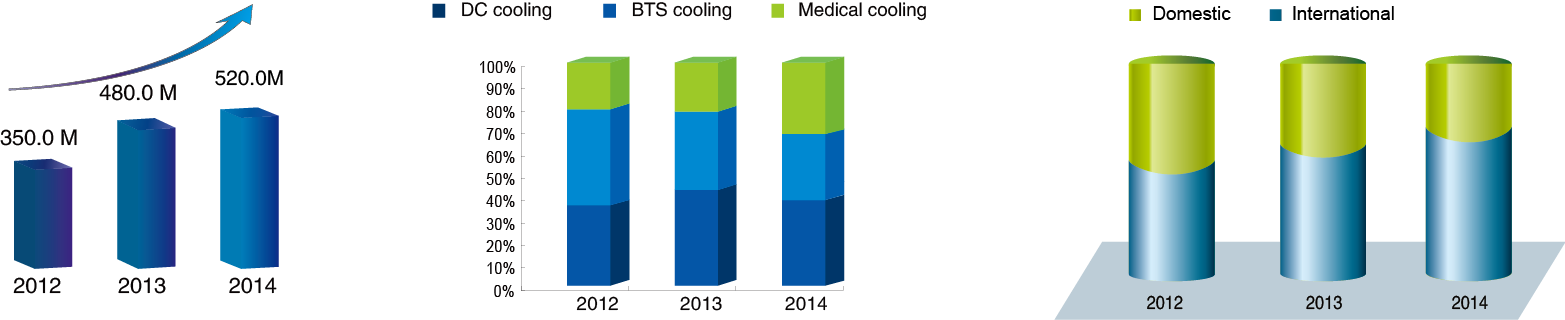 350.0 M
480.0 M
520.0M
2012
2013
2014
DC cooling
BTS cooling
Medical cooling
100%
90%
80%
70%
60%
50%
40%
30%
20%
10%
0%
2012
2013
2014
Domestic
International
2012
2013
2014